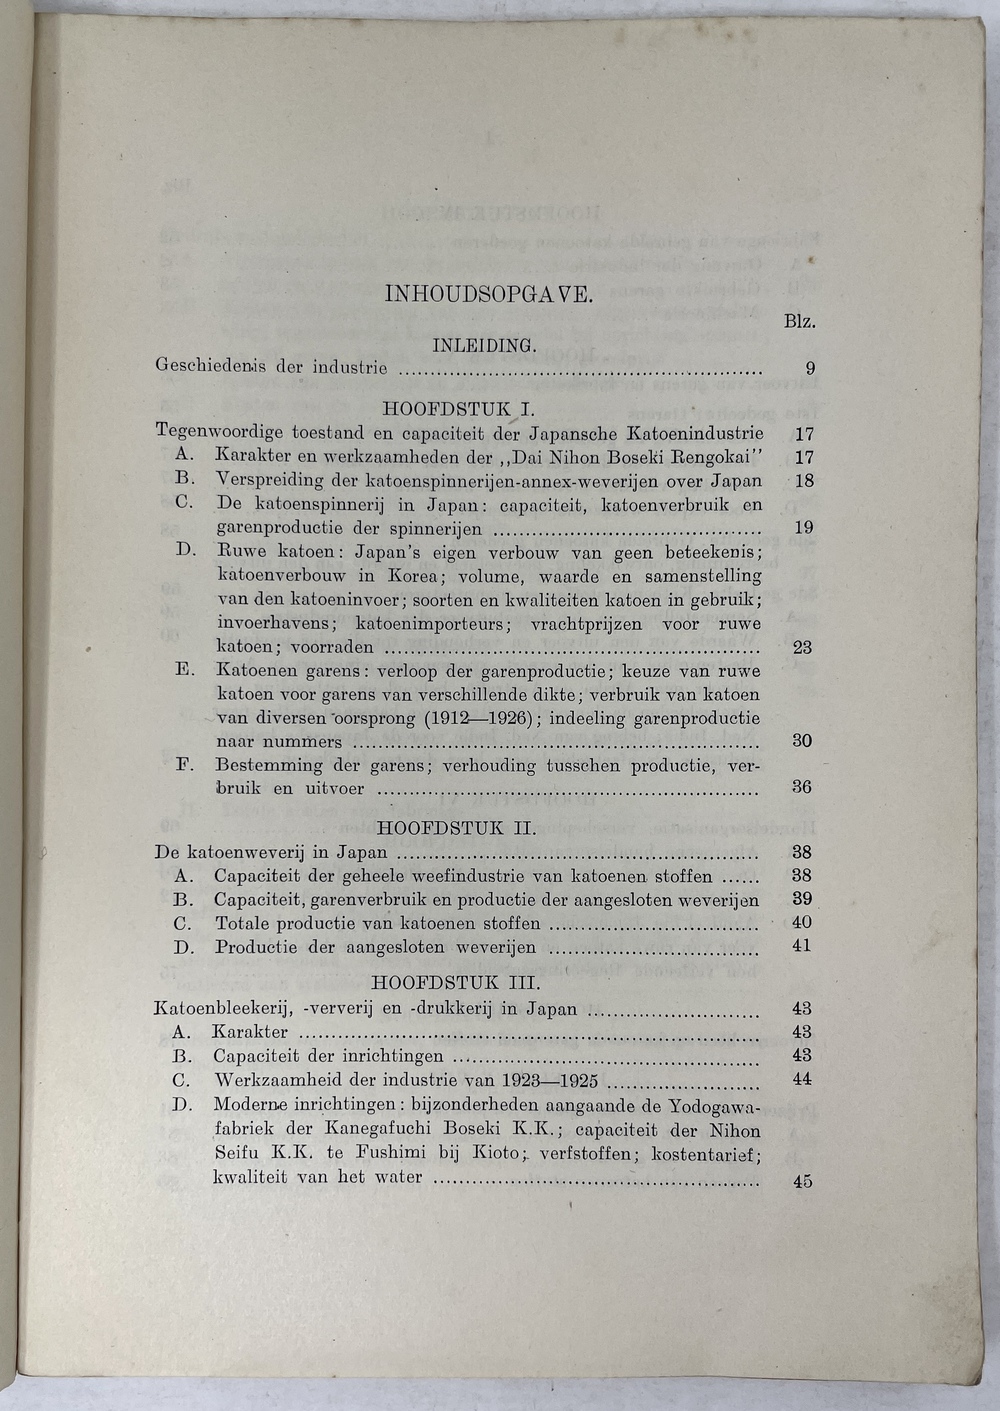 INHOUDSOPGAVE.
Blz.
INLEIDING.
Geschiedenis der industrie ........ 9
HOOFDSTUK I.
Tegenwoordige toestand en capaciteit der Japansche Katoenindustrie 17
A. Karakter en werkzaamheden der ,,Dai Nihon Boseki Rengokai’’ 17
B. Verspreiding der katoenspinnerijen-annex-weverijen over Japan 18
C. De katoenspinnerij in Japan: capaciteit, katoenverbruik en
garenproductie der spinnerijen ........ 19
D. Ruwe katoen: Japan’s eigen verbouw van geen beteekenis;
katoenverbouw in Korea; volume, waarde en samenstelling
van den katoeninvoer; soorten en kwaliteiten katoen in gebruik;
invoerhavens; katoenimporteurs; vrachtprijzen voor ruwe
katoen; voorraden ........ 23
E. Katoenen garens: verloop der garenproductie; keuze van ruwe
katoen voor garens van verschillende dikte; verbruik van katoen
van diversen oorsprong (1912—1926); indeeling garenproductie
naar nummers ........ 30
F. Bestemming der garens; verhouding tusschen productie, ver-
bruik en uitvoer ........ 36
HOOFDSTUK II.
De katoenweverij in Japan ........ 38
A. Capaciteit der geheele weefindustrie van katoenen stoffen ...... 38
B. Capaciteit, garenverbruik en productie der aangesloten weverijen 39
C. Totale productie van katoenen stoffen ........ 40
D. Productie der aangesloten weverijen ........ 41
HOOFDSTUK III.
Katoenbleekerij, -ververij en -drukkerij in Japan ........ 43
A. Karakter ........ 43
B. Capaciteit der inrichtingen ........ 43
C. Werkzaamheid der industrie van 1923—1925 ........ 44
D. Moderne inrichtingen: bijzonderheden aangaande de Yodogawa-
fabriek der Kanegafuchi Boseki K.K.; capaciteit der Nihon
Seifu K.K. te Fushimi bij Kioto; verfstoffen; kostentarief;
kwaliteit van het water ........ 45